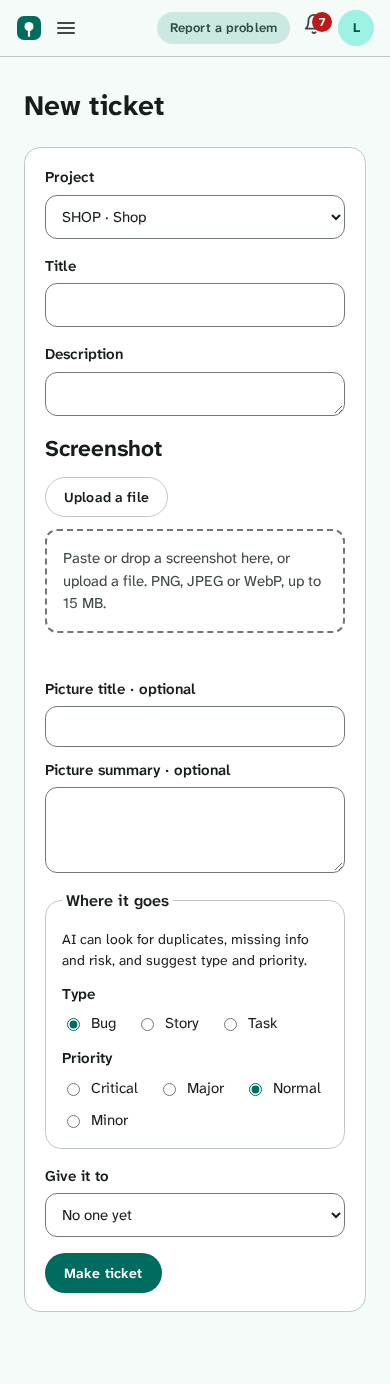 Report a problem
7
L
New ticket
Project
SHOP · Shop
Title
Description
Screenshot
Upload a file
Paste or drop a screenshot here, or
upload a file. PNG, JPEG or WebP, up to
15 MB.
Picture title · optional
Picture summary · optional
Where it goes
AI can look for duplicates, missing info
and risk, and suggest type and priority.
Type
Bug Story Task
Priority
Critical Major Normal
Minor
Give it to
No one yet
Make ticket